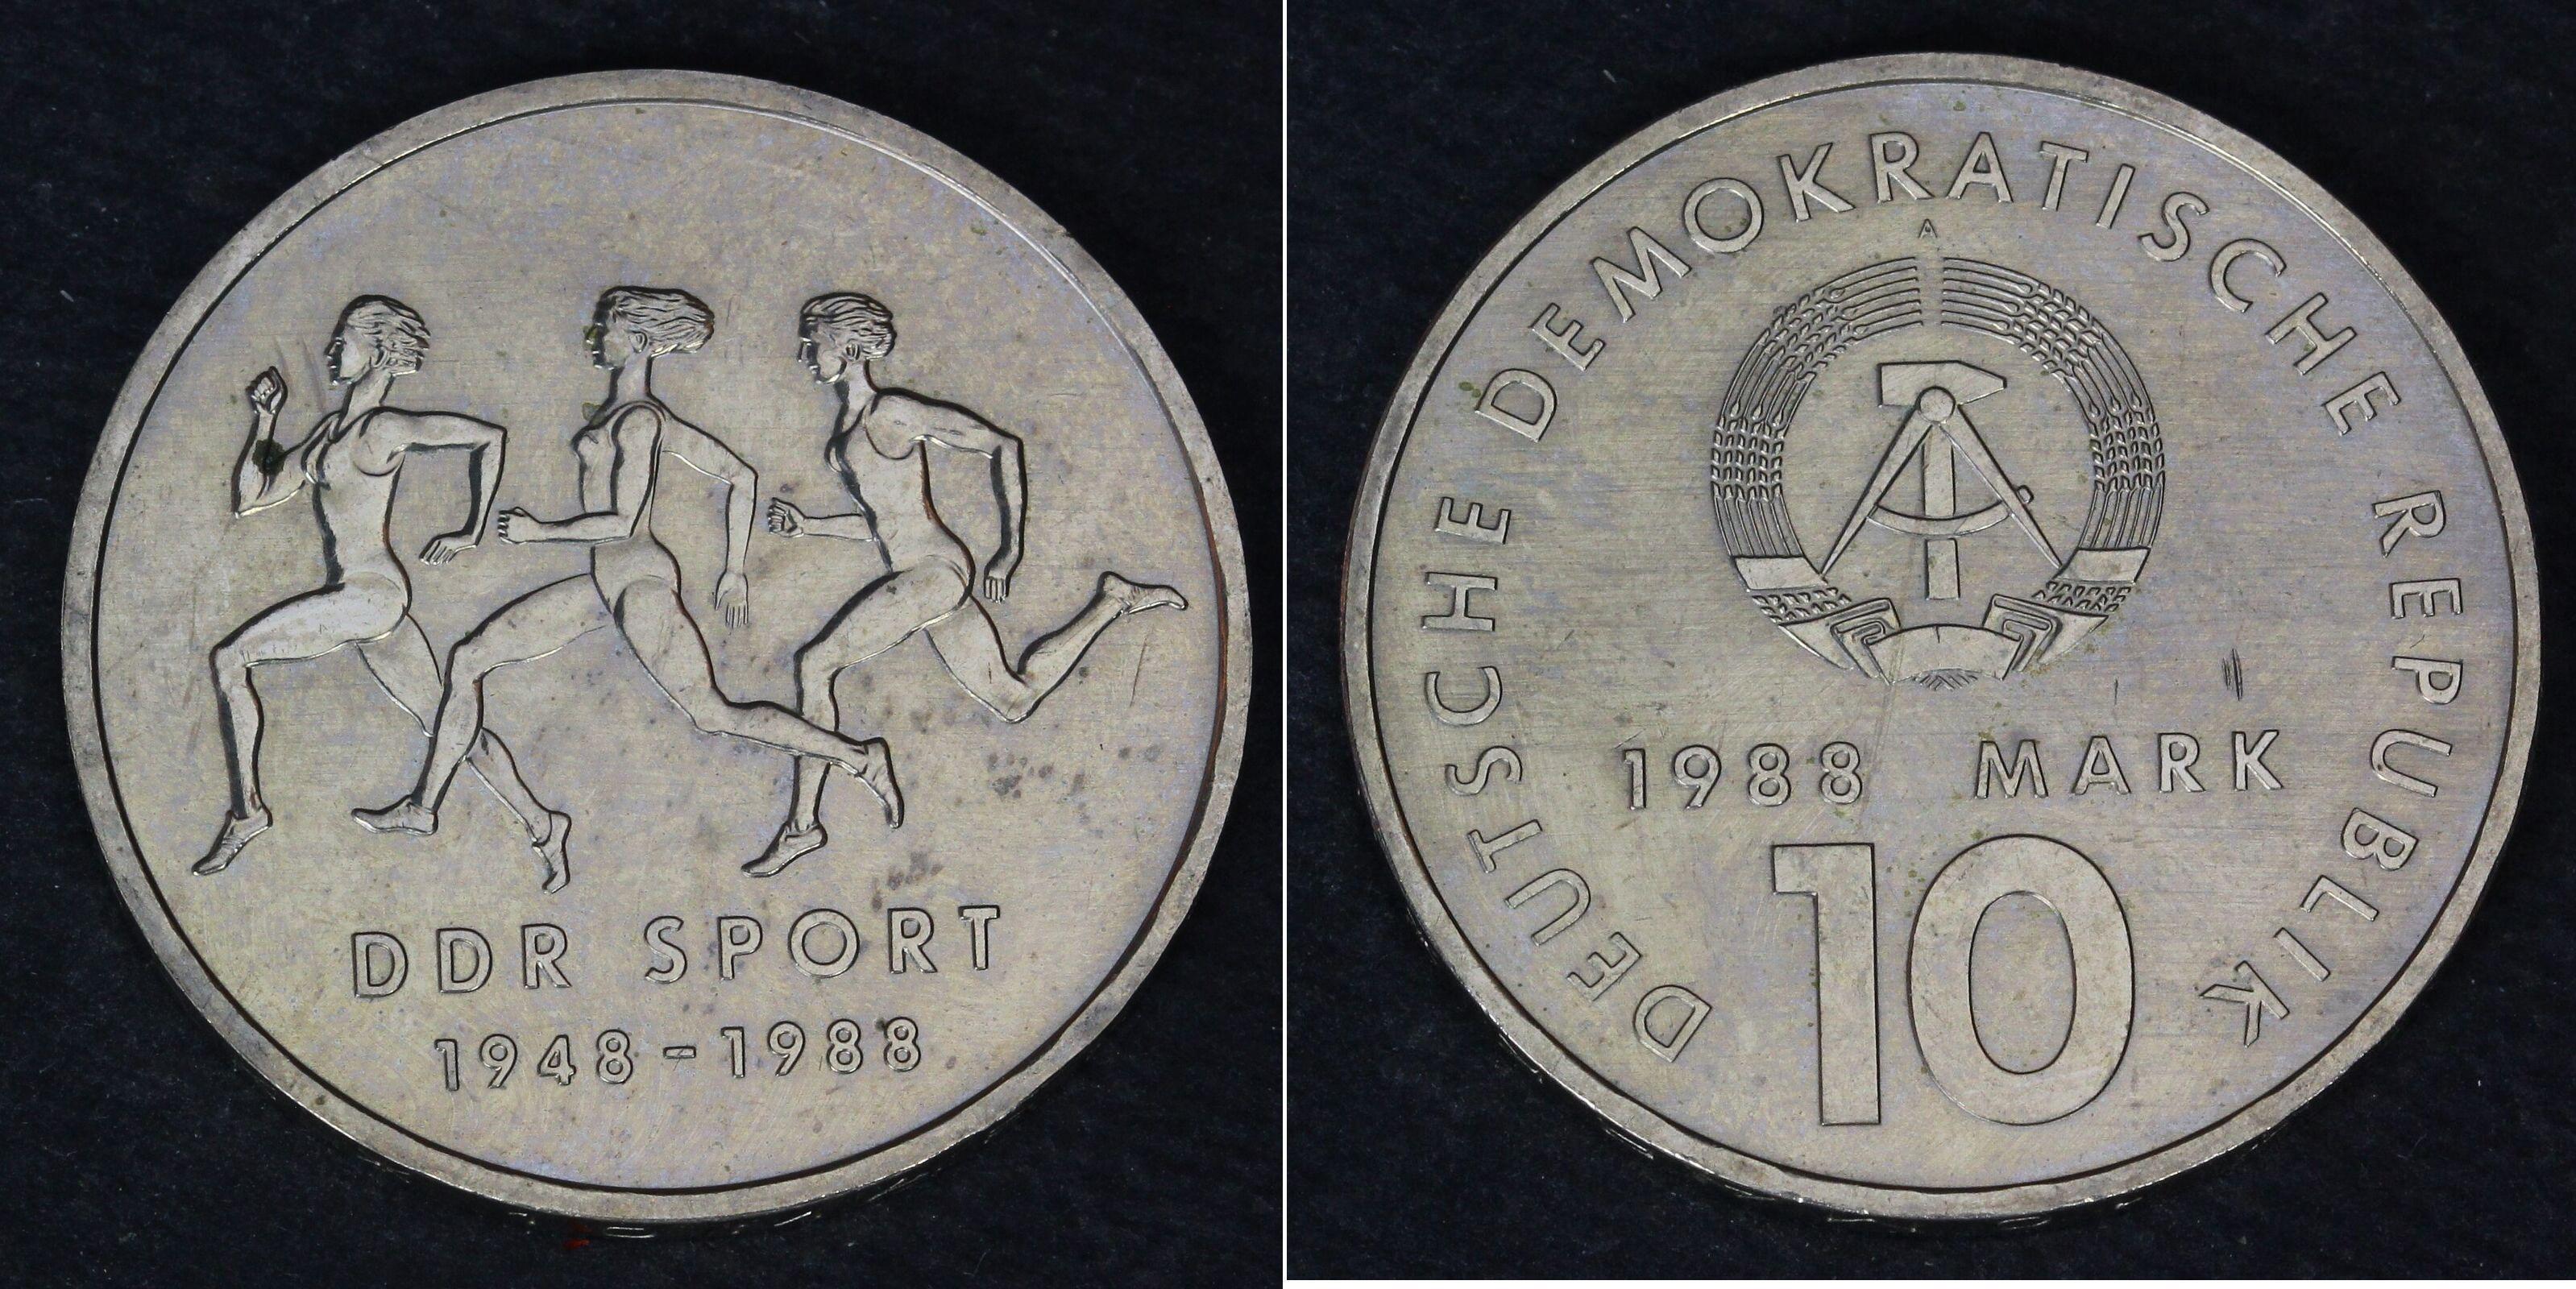 DDR SPORT
1948-1988
DEUTSCHE DEMOKRATISCHE REPUBLIK
A
1988 MARK
10